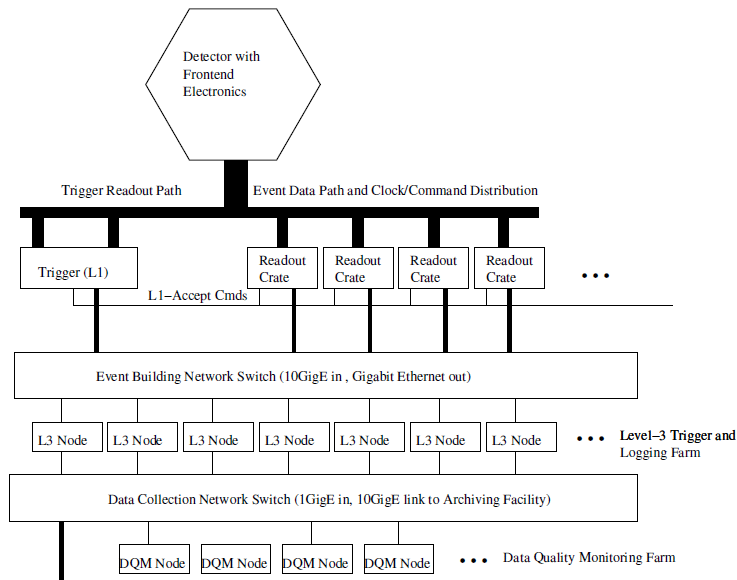 Detector with
Frontend
Electronics
Trigger Readout Path
Event Data Path and Clock/Command Distribution
Trigger (L1)
Readout
Crate
Readout
Crate
Readout
Crate
Readout
Crate
L1–Accept Cmds
Event Building Network Switch (10GigE in , Gigabit Ethernet out)
L3 Node
L3 Node
L3 Node
L3 Node
L3 Node
L3 Node
L3 Node
Level–3 Trigger and
Logging Farm
Data Collection Network Switch (1GigE in, 10GigE link to Archiving Facility)
DQM Node
DQM Node
DQM Node
DQM Node
Data Quality Monitoring Farm